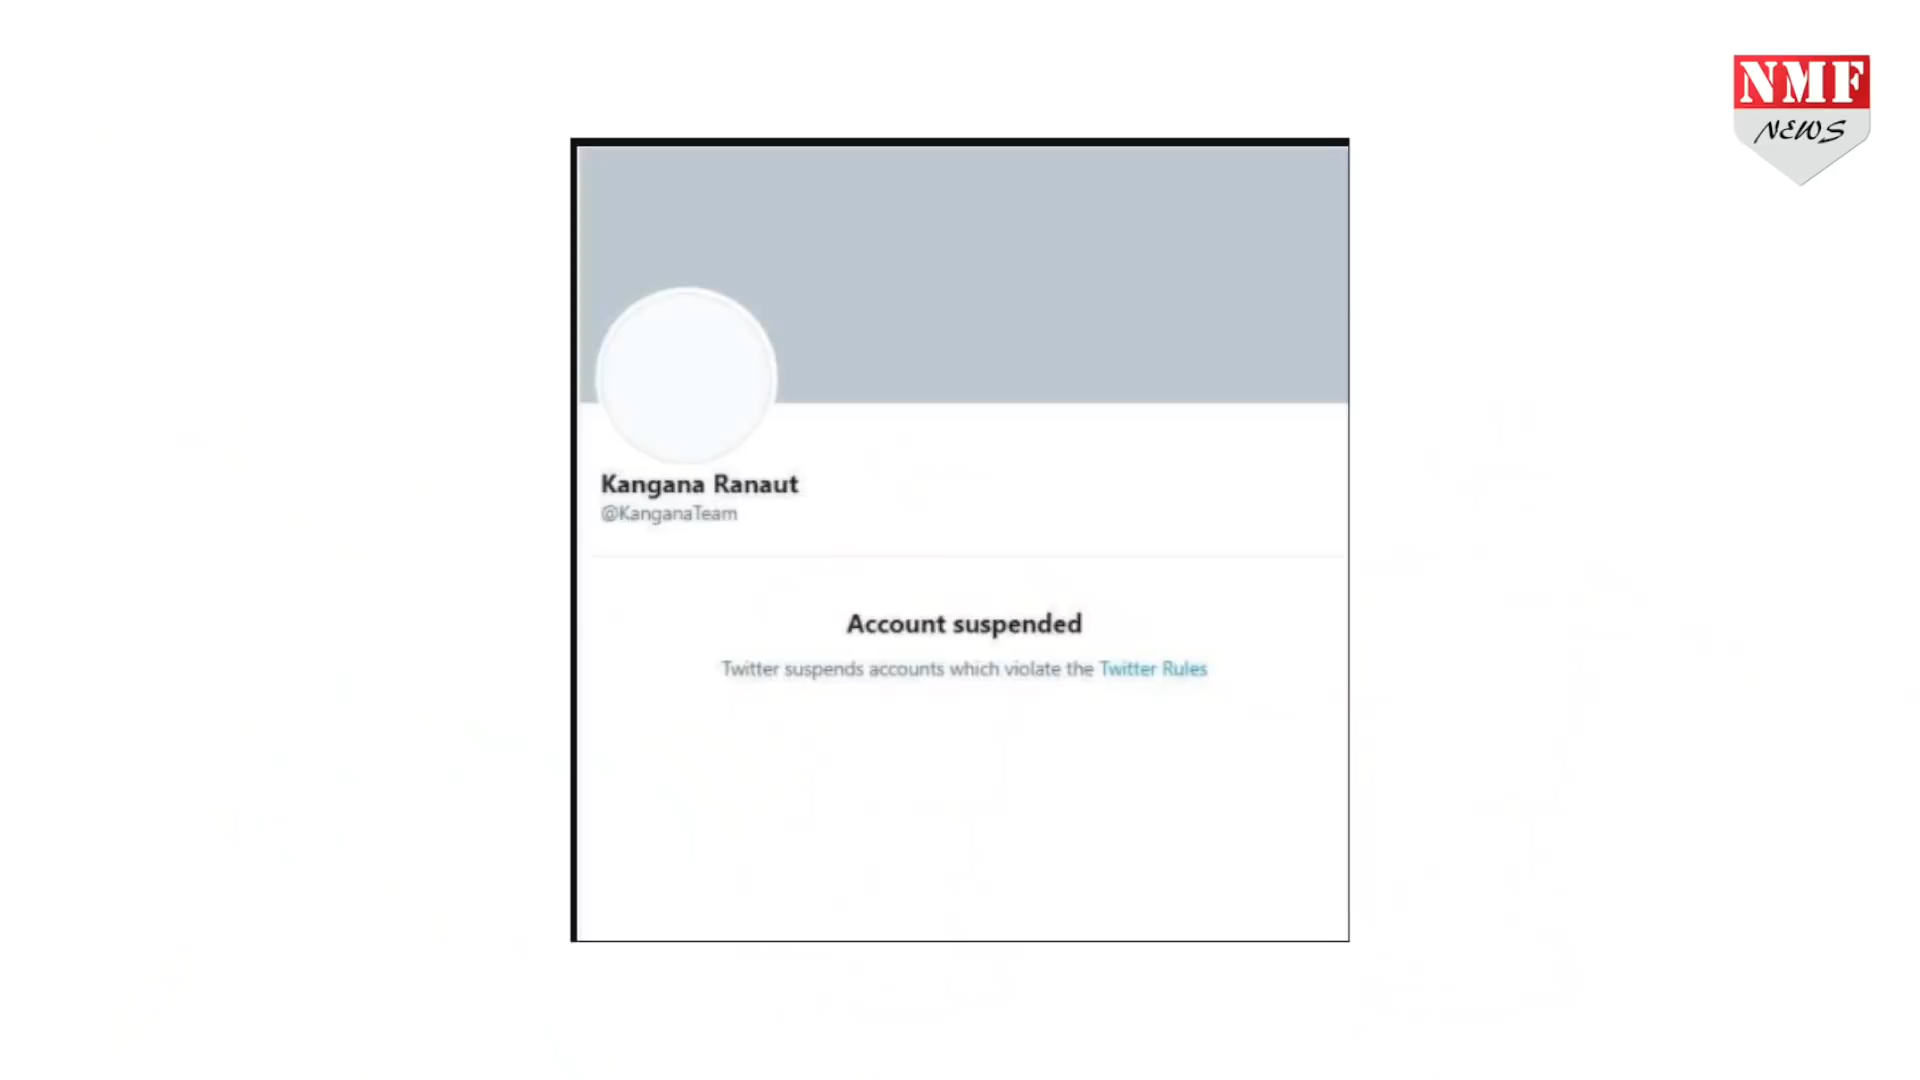 NMF
NEWS
Kangana Ranaut
@KanganaTeam
Account suspended
Twitter suspends accounts which violate the Twitter Rules